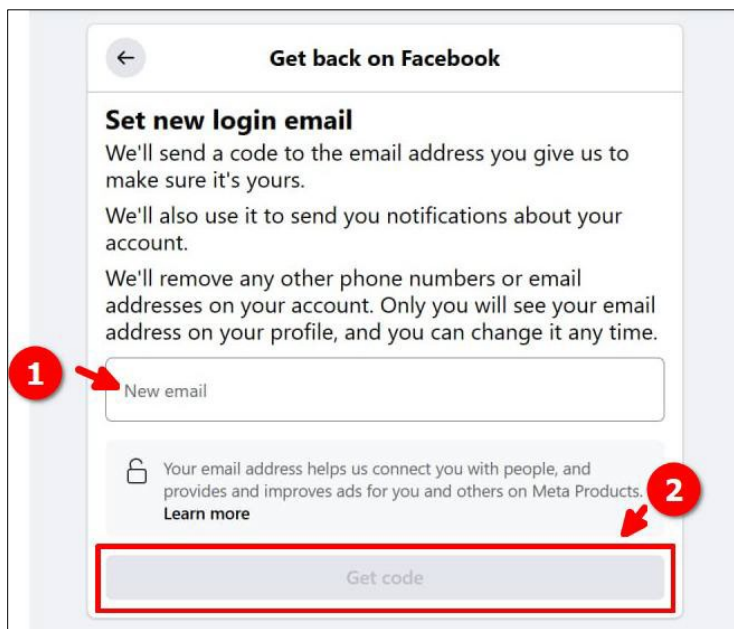 Get back on Facebook
Set new login email
We'll send a code to the email address you give us to
make sure it's yours.
We'll also use it to send you notifications about your
account.
We'll remove any other phone numbers or email
addresses on your account. Only you will see your email
address on your profile, and you can change it any time.
1
New email
Your email address helps us connect you with people, and
provides and improves ads for you and others on Meta Products.
Learn more
2
Get code